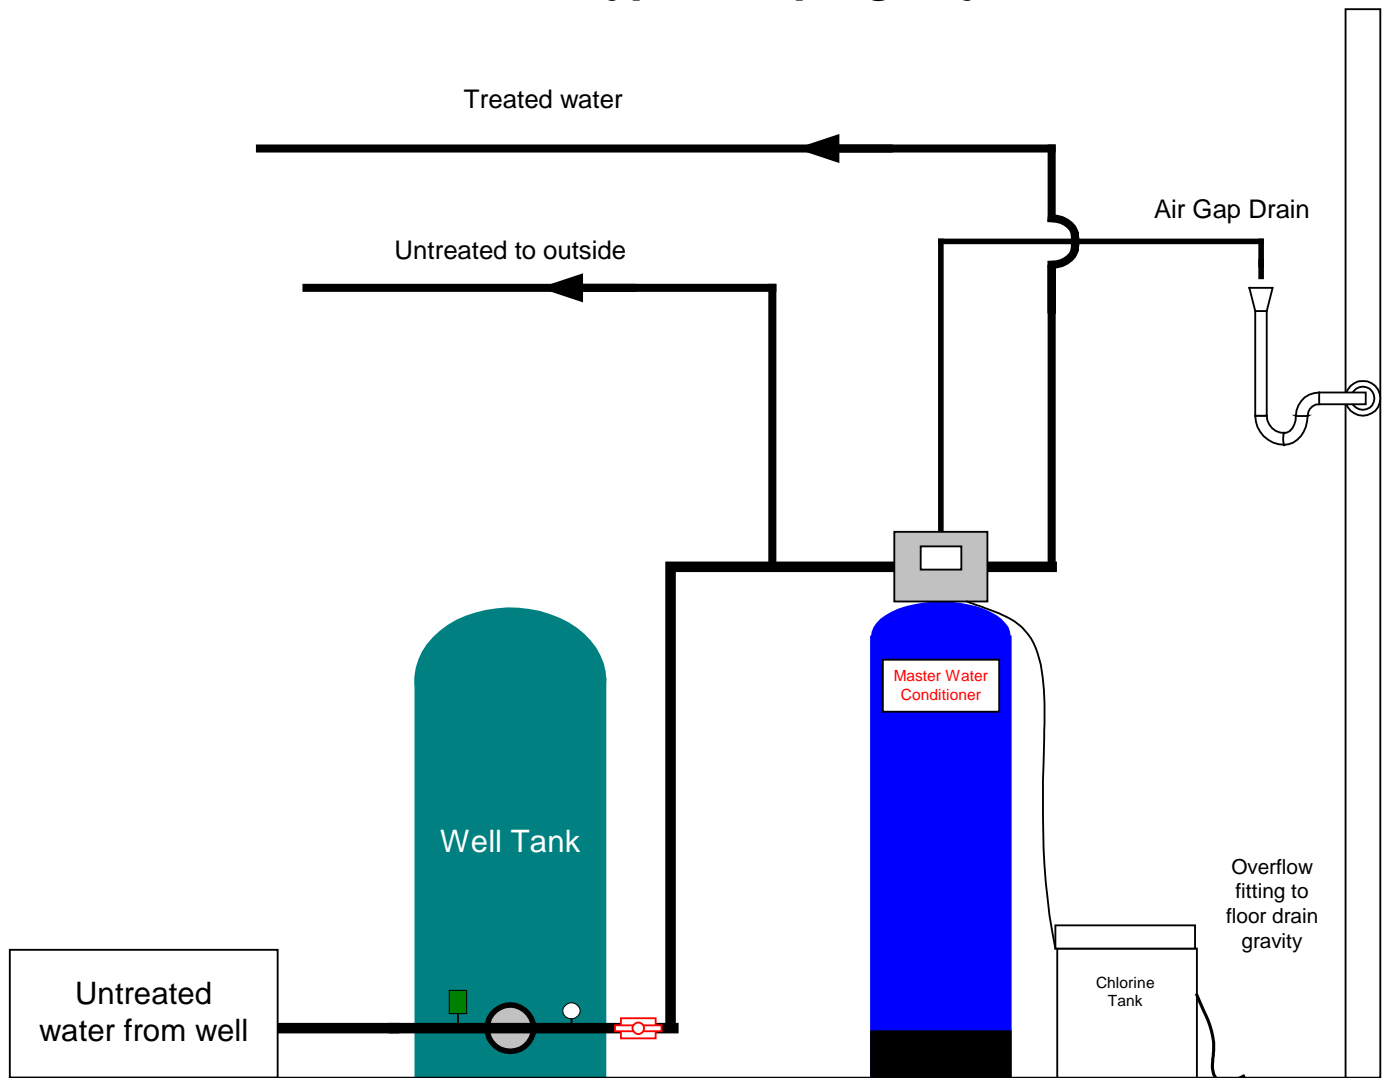 Treated water
Air Gap Drain
Untreated to outside
Master Water
Conditioner
Well Tank
Overflow
fitting to
floor drain
gravity
Chlorine
Tank
Untreated
water from well